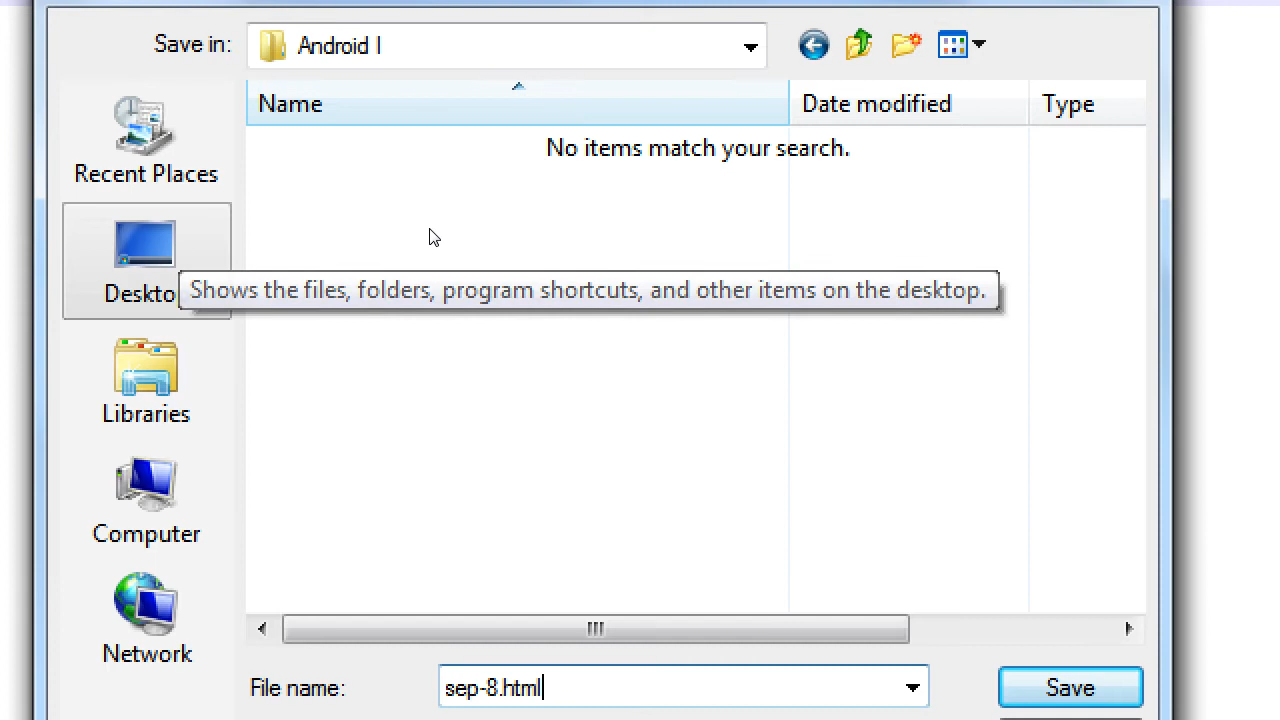 Save in:
Android I
Name
Date modified
Type
No items match your search.
Recent Places
Deskto
Shows the files, folders, program shortcuts, and other items on the desktop.
Libraries
Computer
Network
File name:
sep-8.html
Save